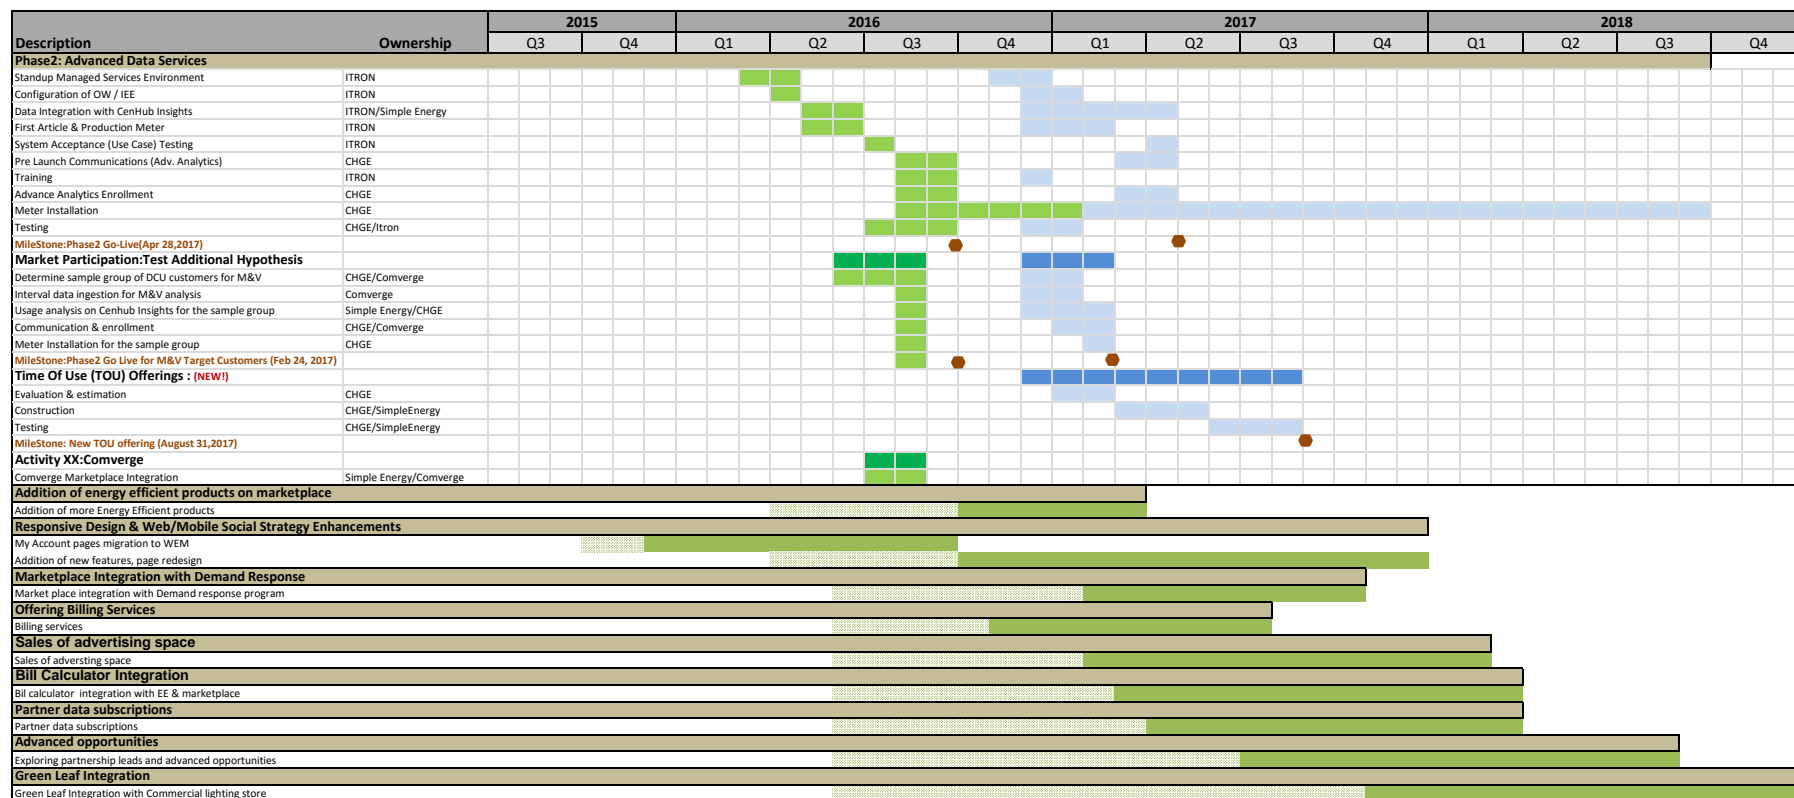 2015 2016 2017 2018
Description Ownership Q3 Q4 Q1 Q2 Q3 Q4 Q1 Q2 Q3 Q4 Q1 Q2 Q3 Q4
Phase2: Advanced Data Services
Standup Managed Services Environment ITRON
Configuration of OW / IEE ITRON
Data Integration with CenHub Insights ITRON/Simple Energy
First Article & Production Meter ITRON
System Acceptance (Use Case) Testing ITRON
Pre Launch Communications (Adv. Analytics) CHGE
Training ITRON
Advance Analytics Enrollment CHGE
Meter Installation CHGE
Testing CHGE/Itron
MileStone:Phase2 Go-Live(Apr 28,2017)
Market Participation:Test Additional Hypothesis
Determine sample group of DCU customers for M&V CHGE/Comverge
Interval data ingestion for M&V analysis Comverge
Usage analysis on Cenhub Insights for the sample group Simple Energy/CHGE
Communication & enrollment CHGE/Comverge
Meter Installation for the sample group CHGE
MileStone:Phase2 Go Live for M&V Target Customers (Feb 24, 2017)
Time Of Use (TOU) Offerings : (NEW!)
Evaluation & estimation CHGE
Construction CHGE/SimpleEnergy
Testing CHGE/SimpleEnergy
MileStone: New TOU offering (August 31,2017)
Activity XX:Comverge
Comverge Marketplace Integration Simple Energy/Comverge
Addition of energy efficient products on marketplace
Addition of more Energy Efficient products
Responsive Design & Web/Mobile Social Strategy Enhancements
My Account pages migration to WEM
Addition of new features, page redesign
Marketplace Integration with Demand Response
Market place integration with Demand response program
Offering Billing Services
Billing services
Sales of advertising space
Sales of adversting space
Bill Calculator Integration
Bil calculator integration with EE & marketplace
Partner data subscriptions
Partner data subscriptions
Advanced opportunities
Exploring partnership leads and advanced opportunities
Green Leaf Integration
Green Leaf Integration with Commercial lighting store